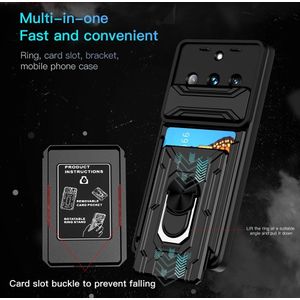 Multi-in-one
Fast and convenient
Ring, card slot, bracket,
mobile phone case
PRODUCT
INSTRUCTIONS
REMOVABLE
CARD POCKET
ROTATABLE
RING STAND
Lift the ring at a suitable
angle and pull it down
Card slot buckle to prevent falling